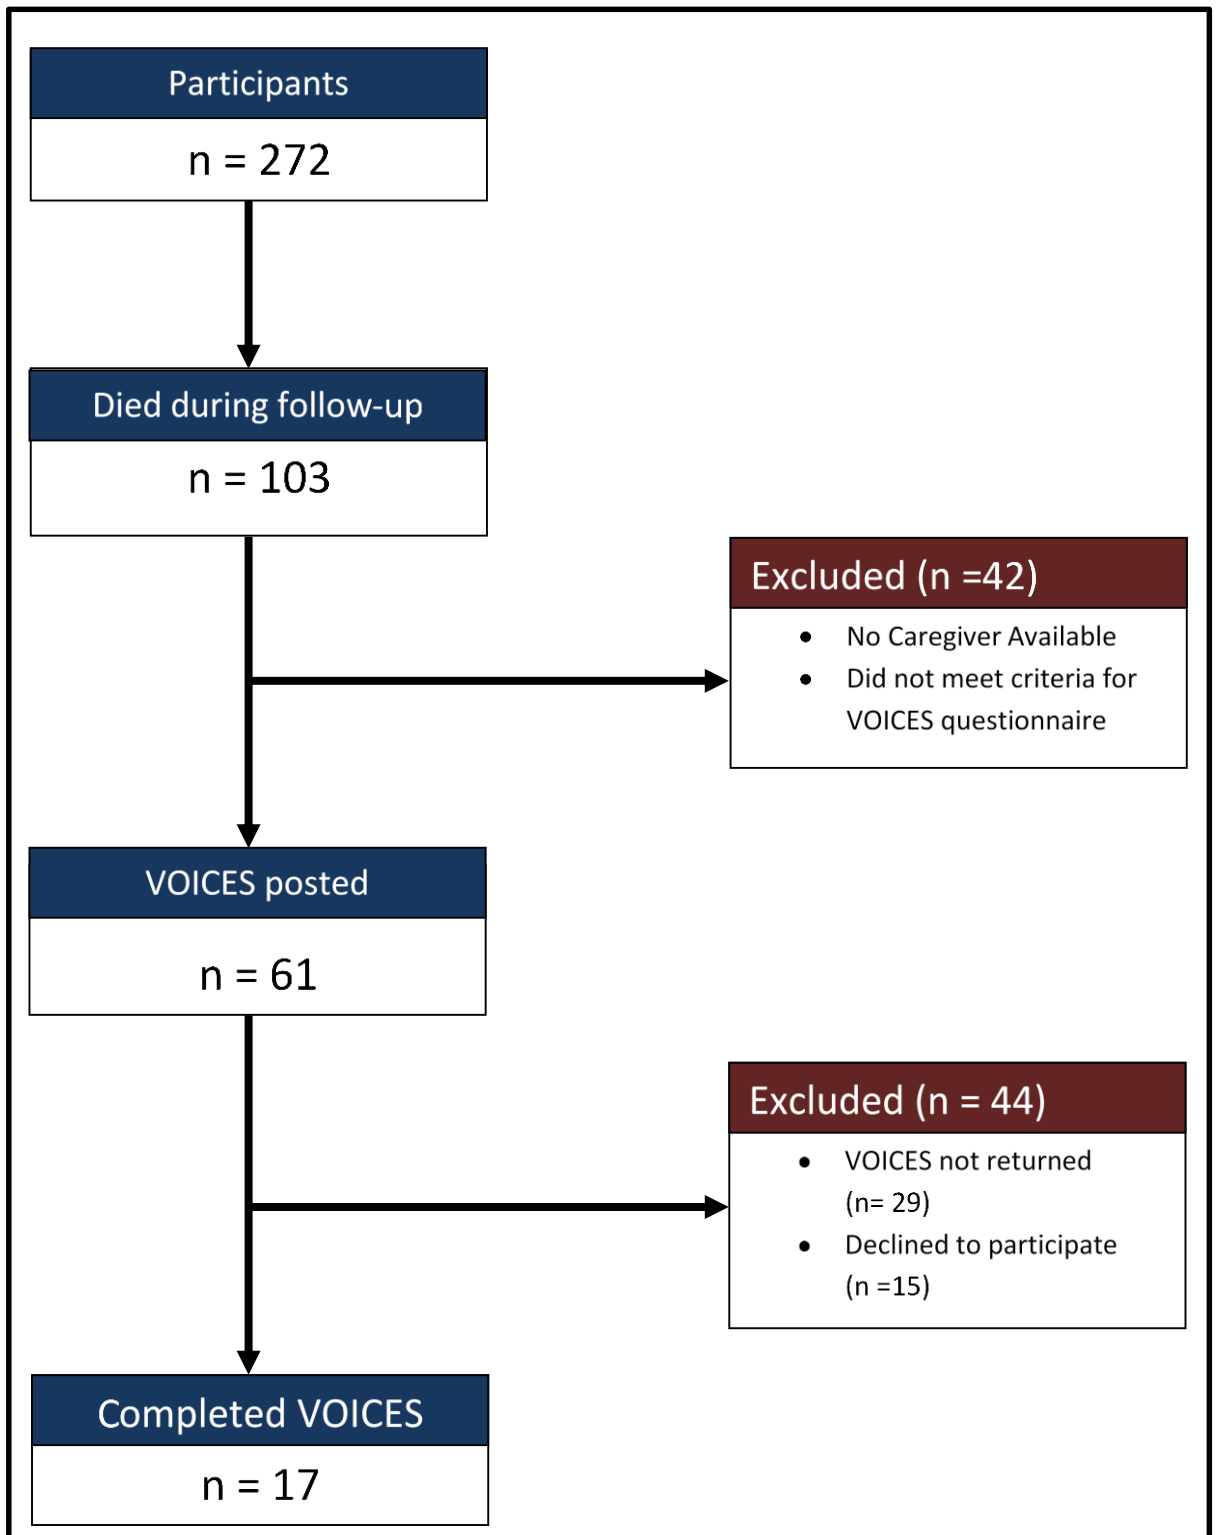 Participants
n = 272
Died during follow-up
n = 103
Excluded (n =42)
• No Caregiver Available
• Did not meet criteria for
VOICES questionnaire
VOICES posted
n = 61
Excluded (n = 44)
• VOICES not returned
(n= 29)
• Declined to participate
(n =15)
Completed VOICES
n = 17